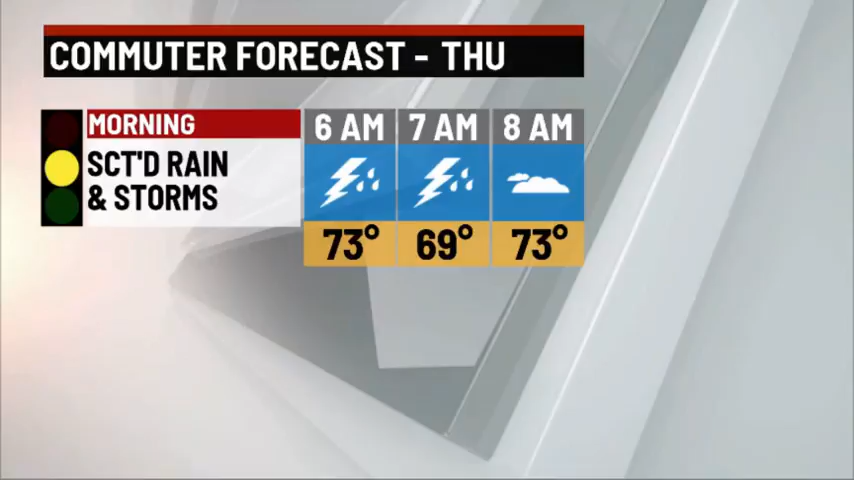 COMMUTER FORECAST - THU
MORNING
SCT'D RAIN
& STORMS
6 AM 7 AM 8 AM
73° 69° 73°